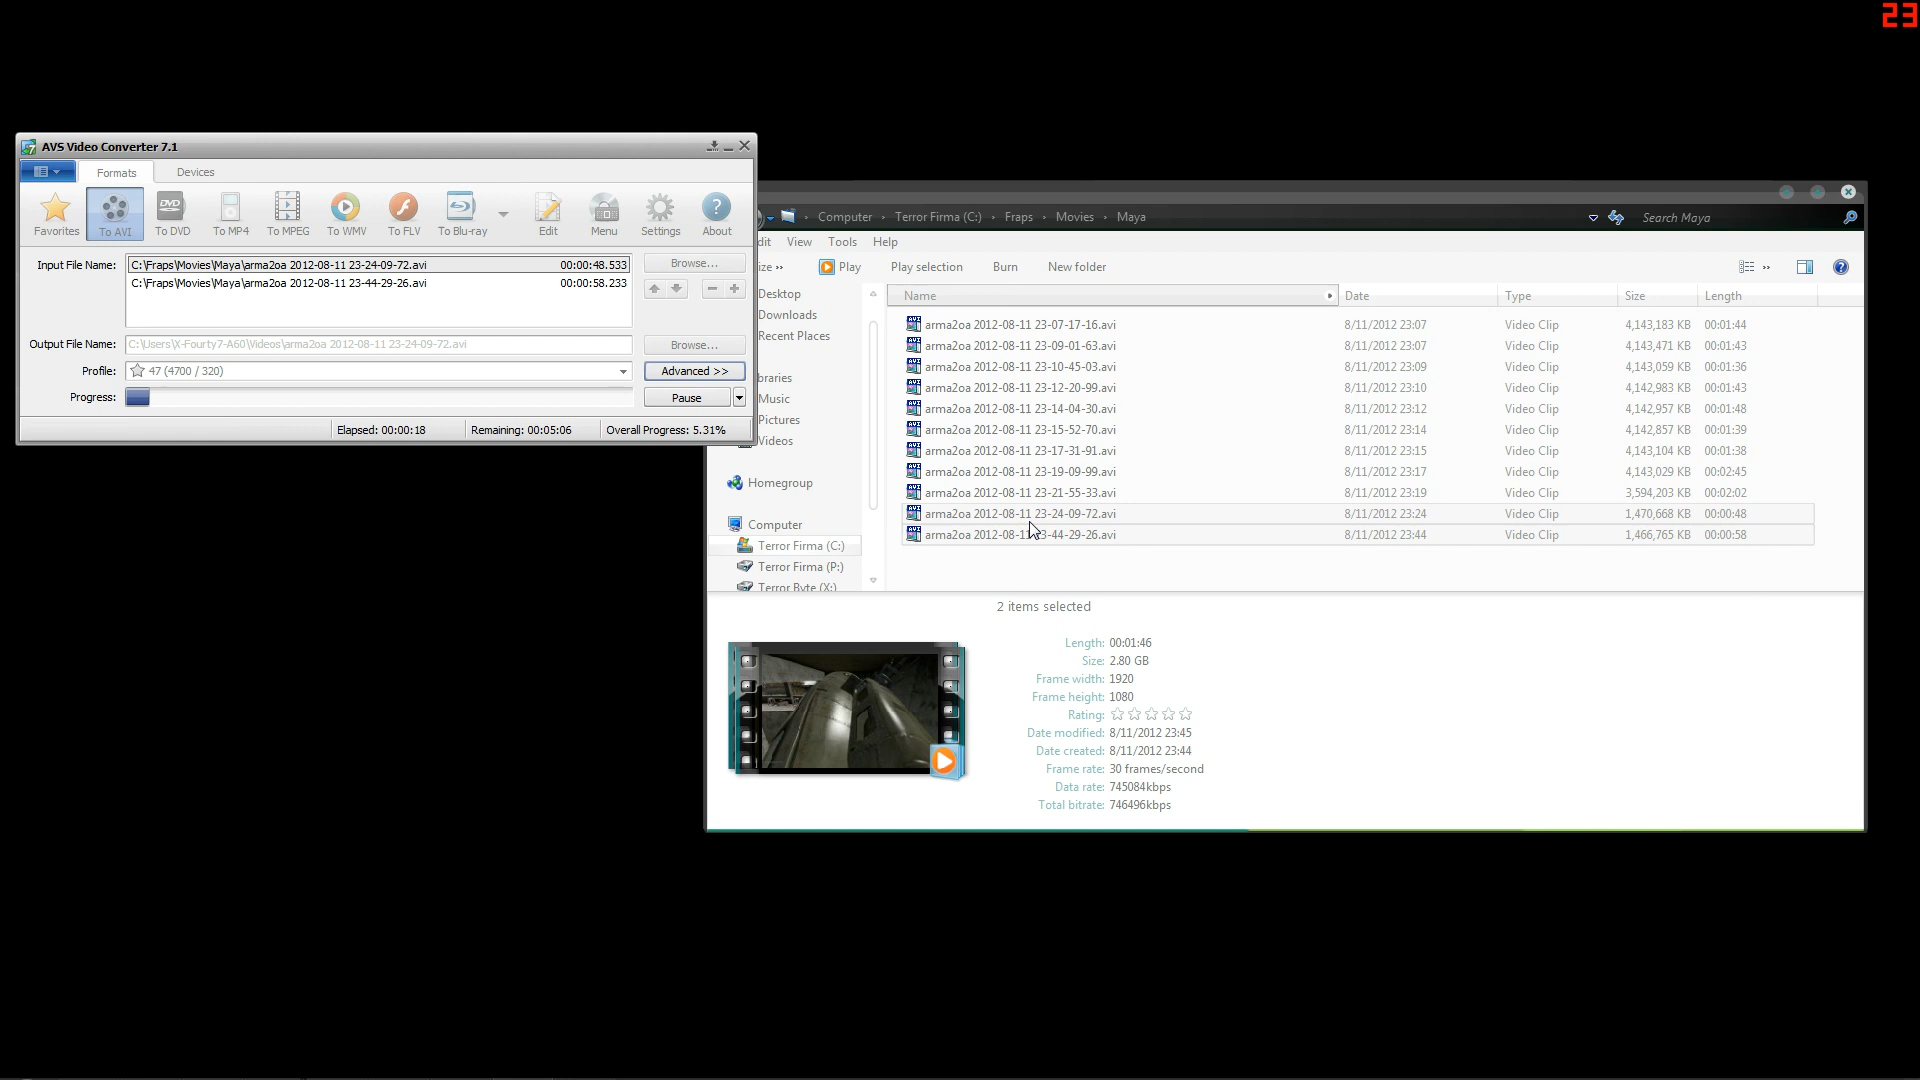 23
AVS Video Converter 7.1
Formats Devices
Favorites To AVI To DVD To MP4 To MPEG To WMV To FLV To Blu-ray Edit Menu Settings About
Input File Name: C:\Fraps\Movies\Maya\arma2oa 2012-08-11 23-24-09-72.avi 00:00:48.533 Browse...
C:\Fraps\Movies\Maya\arma2oa 2012-08-11 23-44-29-26.avi 00:00:58.233
Output File Name: C:\Users\X-Fourty7-A60\Videos\arma2oa 2012-08-11 23-24-09-72.avi Browse...
Profile: 47 (4700 / 320) Advanced >>
Progress: Pause
Elapsed: 00:00:18 Remaining: 00:05:06 Overall Progress: 5.31%
Computer Terror Firma (C:) Fraps Movies Maya Search Maya
dit View Tools Help
ize Play Play selection Burn New folder
Desktop
Downloads
Recent Places
braries
Music
Pictures
Videos
Homegroup
Computer
Terror Firma (C:)
Terror Firma (P:)
Terror Byte (X:)
Name Date Type Size Length
arma2oa 2012-08-11 23-07-17-16.avi 8/11/2012 23:07 Video Clip 4,143,183 KB 00:01:44
arma2oa 2012-08-11 23-09-01-63.avi 8/11/2012 23:07 Video Clip 4,143,471 KB 00:01:43
arma2oa 2012-08-11 23-10-45-03.avi 8/11/2012 23:09 Video Clip 4,143,059 KB 00:01:36
arma2oa 2012-08-11 23-12-20-99.avi 8/11/2012 23:10 Video Clip 4,142,983 KB 00:01:43
arma2oa 2012-08-11 23-14-04-30.avi 8/11/2012 23:12 Video Clip 4,142,957 KB 00:01:48
arma2oa 2012-08-11 23-15-52-70.avi 8/11/2012 23:14 Video Clip 4,142,857 KB 00:01:39
arma2oa 2012-08-11 23-17-31-91.avi 8/11/2012 23:15 Video Clip 4,143,104 KB 00:01:38
arma2oa 2012-08-11 23-19-09-99.avi 8/11/2012 23:17 Video Clip 4,143,029 KB 00:02:45
arma2oa 2012-08-11 23-21-55-33.avi 8/11/2012 23:19 Video Clip 3,594,203 KB 00:02:02
arma2oa 2012-08-11 23-24-09-72.avi 8/11/2012 23:24 Video Clip 1,470,668 KB 00:00:48
arma2oa 2012-08-11 23-44-29-26.avi 8/11/2012 23:44 Video Clip 1,466,765 KB 00:00:58
2 items selected
Length: 00:01:46
Size: 2.80 GB
Frame width: 1920
Frame height: 1080
Rating:
Date modified: 8/11/2012 23:45
Date created: 8/11/2012 23:44
Frame rate: 30 frames/second
Data rate: 745084kbps
Total bitrate: 746496kbps